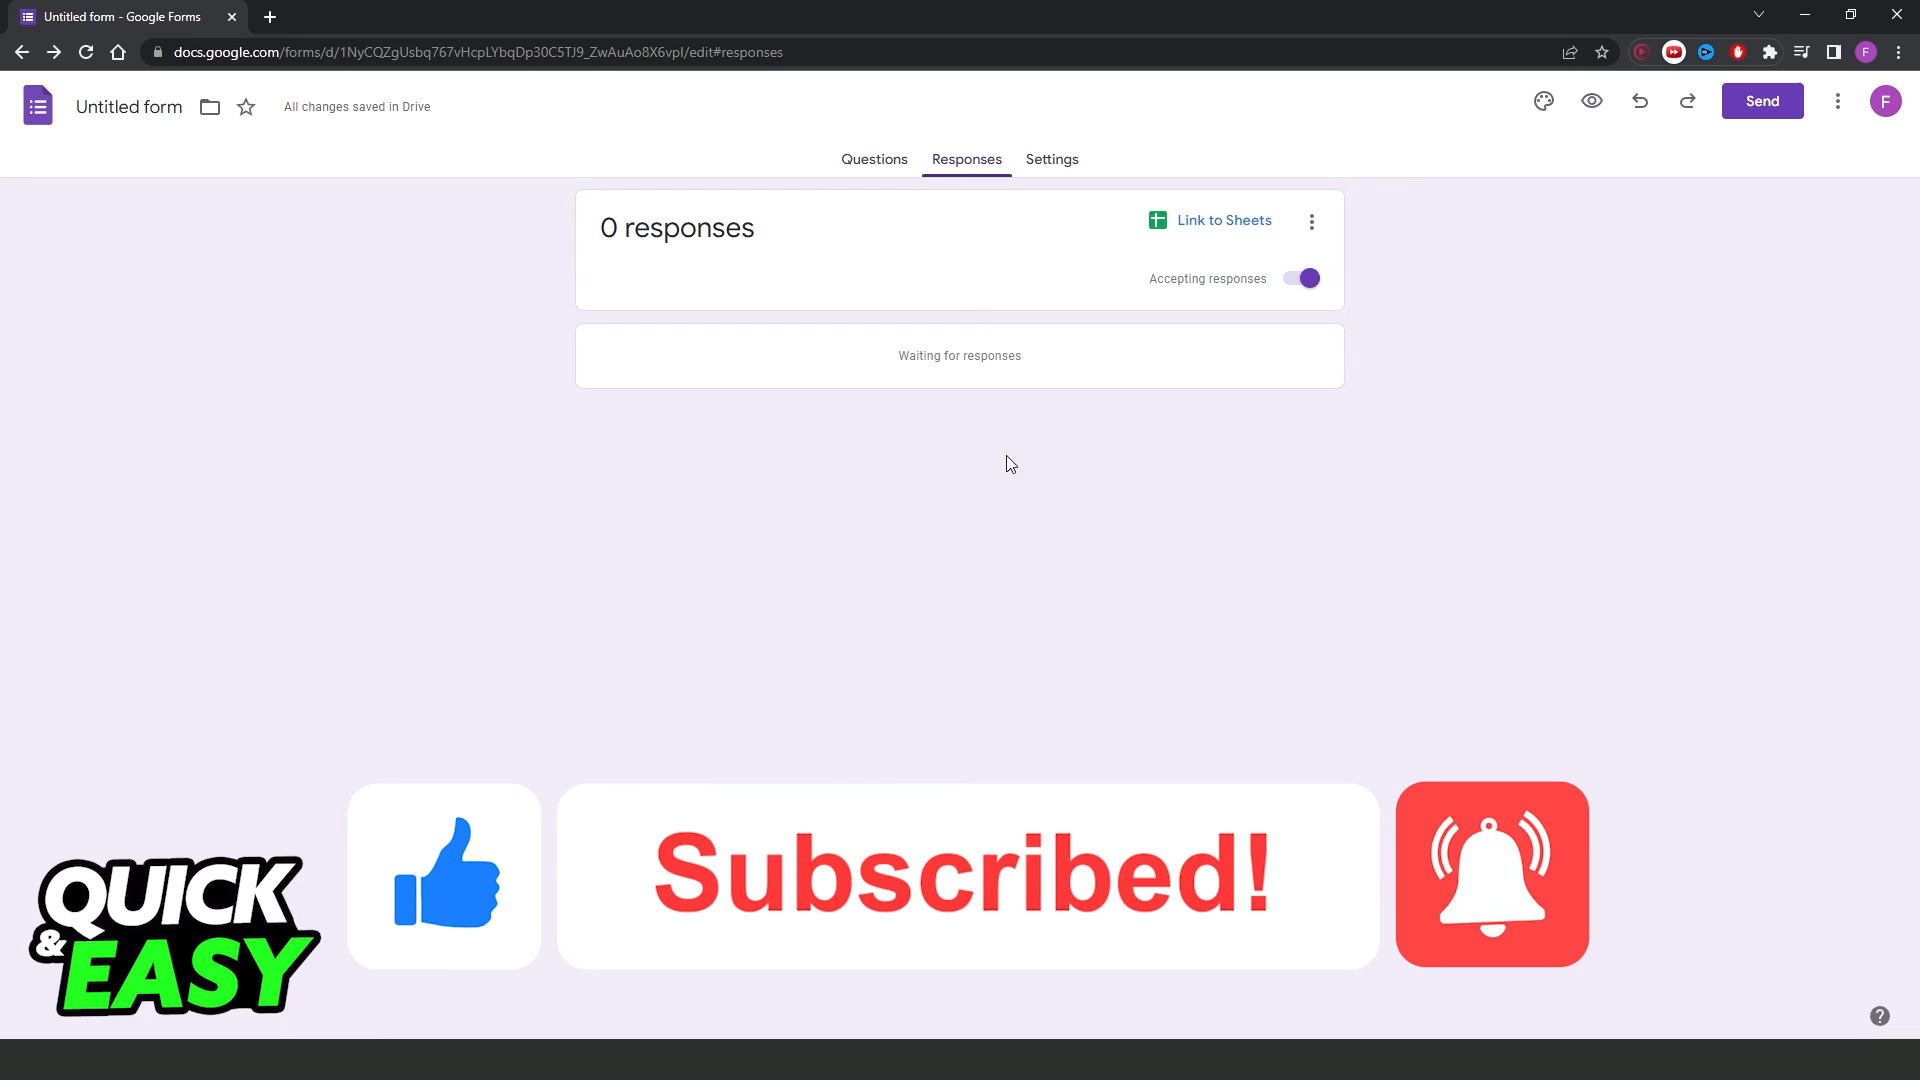 Untitled form - Google Forms
docs.google.com/forms/d/1NyCQZgUsbq767vHcpLYbqDp30C5TJ9_ZwAuAo8X6vpI/edit#responses
F
Untitled form
All changes saved in Drive
Send
F
Questions
Responses
Settings
0 responses
Link to Sheets
Accepting responses
Waiting for responses
QUICK
& EASY
Subscribed!